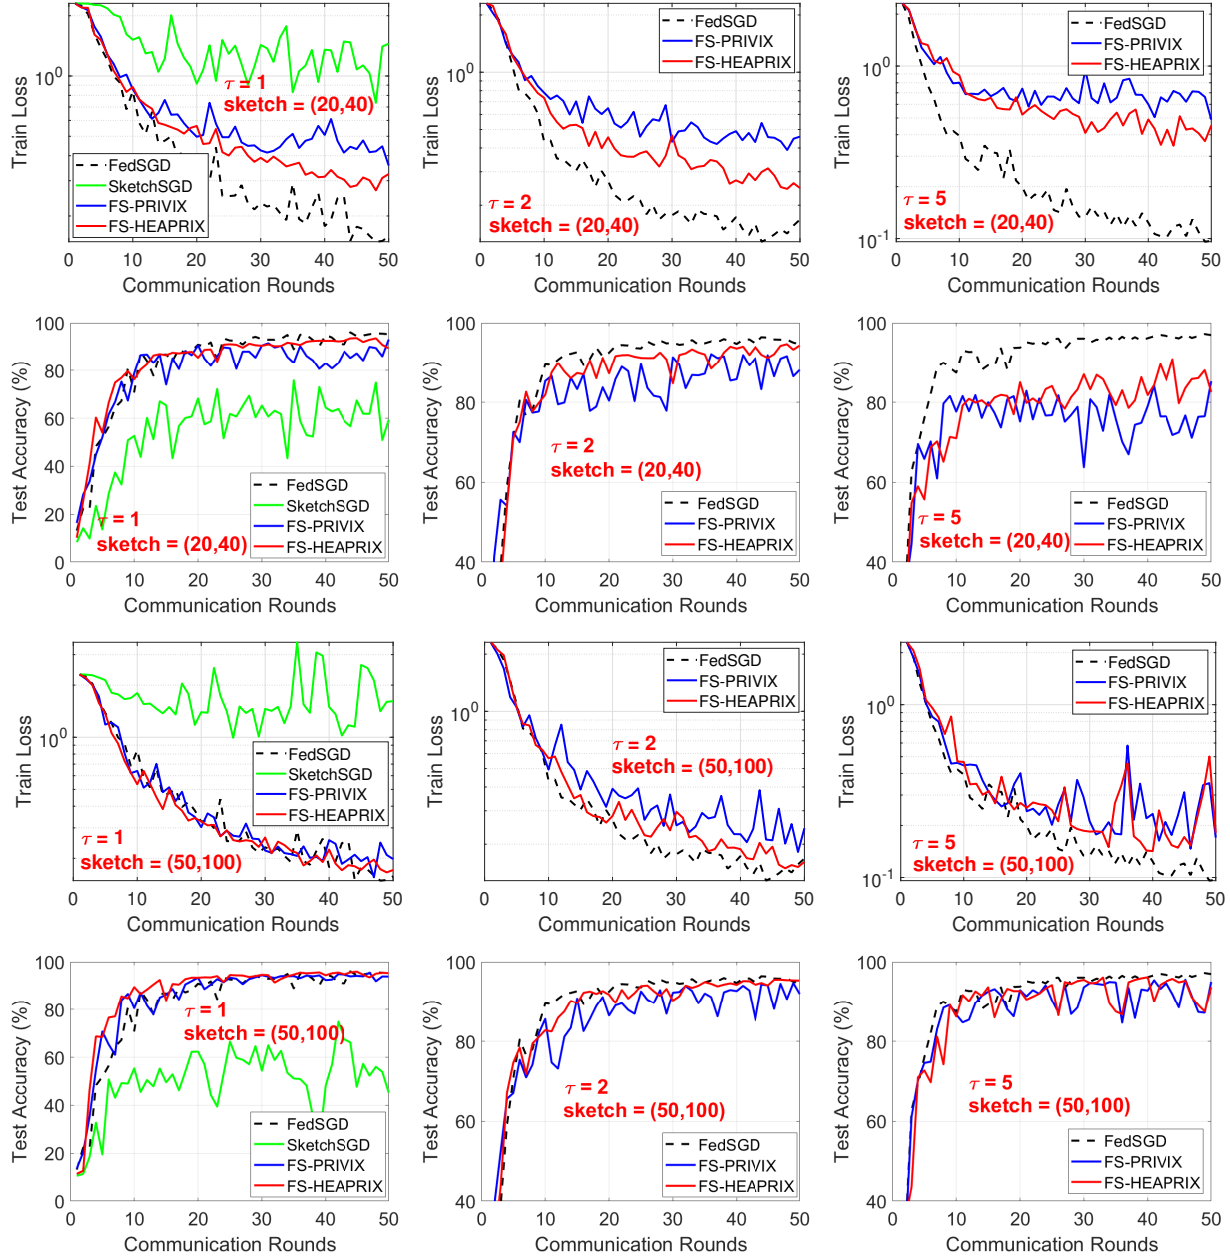 Train Loss
10^0
τ = 1
sketch = (20,40)
FedSGD
SketchSGD
FS-PRIVIX
FS-HEAPRIX
0 10 20 30 40 50
Communication Rounds
Train Loss
10^0
FedSGD
FS-PRIVIX
FS-HEAPRIX
τ = 2
sketch = (20,40)
0 10 20 30 40 50
Communication Rounds
Train Loss
10^0
10^-1
FedSGD
FS-PRIVIX
FS-HEAPRIX
τ = 5
sketch = (20,40)
0 10 20 30 40 50
Communication Rounds
Test Accuracy (%)
100
80
60
40
20
0
FedSGD
SketchSGD
FS-PRIVIX
FS-HEAPRIX
τ = 1
sketch = (20,40)
0 10 20 30 40 50
Communication Rounds
Test Accuracy (%)
100
80
60
40
τ = 2
sketch = (20,40)
FedSGD
FS-PRIVIX
FS-HEAPRIX
0 10 20 30 40 50
Communication Rounds
Test Accuracy (%)
100
80
60
40
FedSGD
FS-PRIVIX
FS-HEAPRIX
τ = 5
sketch = (20,40)
0 10 20 30 40 50
Communication Rounds
Train Loss
10^0
FedSGD
SketchSGD
FS-PRIVIX
FS-HEAPRIX
τ = 1
sketch = (50,100)
0 10 20 30 40 50
Communication Rounds
Train Loss
10^0
FedSGD
FS-PRIVIX
FS-HEAPRIX
τ = 2
sketch = (50,100)
0 10 20 30 40 50
Communication Rounds
Train Loss
10^0
10^-1
FedSGD
FS-PRIVIX
FS-HEAPRIX
τ = 5
sketch = (50,100)
0 10 20 30 40 50
Communication Rounds
Test Accuracy (%)
100
80
60
40
20
0
τ = 1
sketch = (50,100)
FedSGD
SketchSGD
FS-PRIVIX
FS-HEAPRIX
0 10 20 30 40 50
Communication Rounds
Test Accuracy (%)
100
80
60
40
τ = 2
sketch = (50,100)
FedSGD
FS-PRIVIX
FS-HEAPRIX
0 10 20 30 40 50
Communication Rounds
Test Accuracy (%)
100
80
60
40
τ = 5
sketch = (50,100)
FedSGD
FS-PRIVIX
FS-HEAPRIX
0 10 20 30 40 50
Communication Rounds